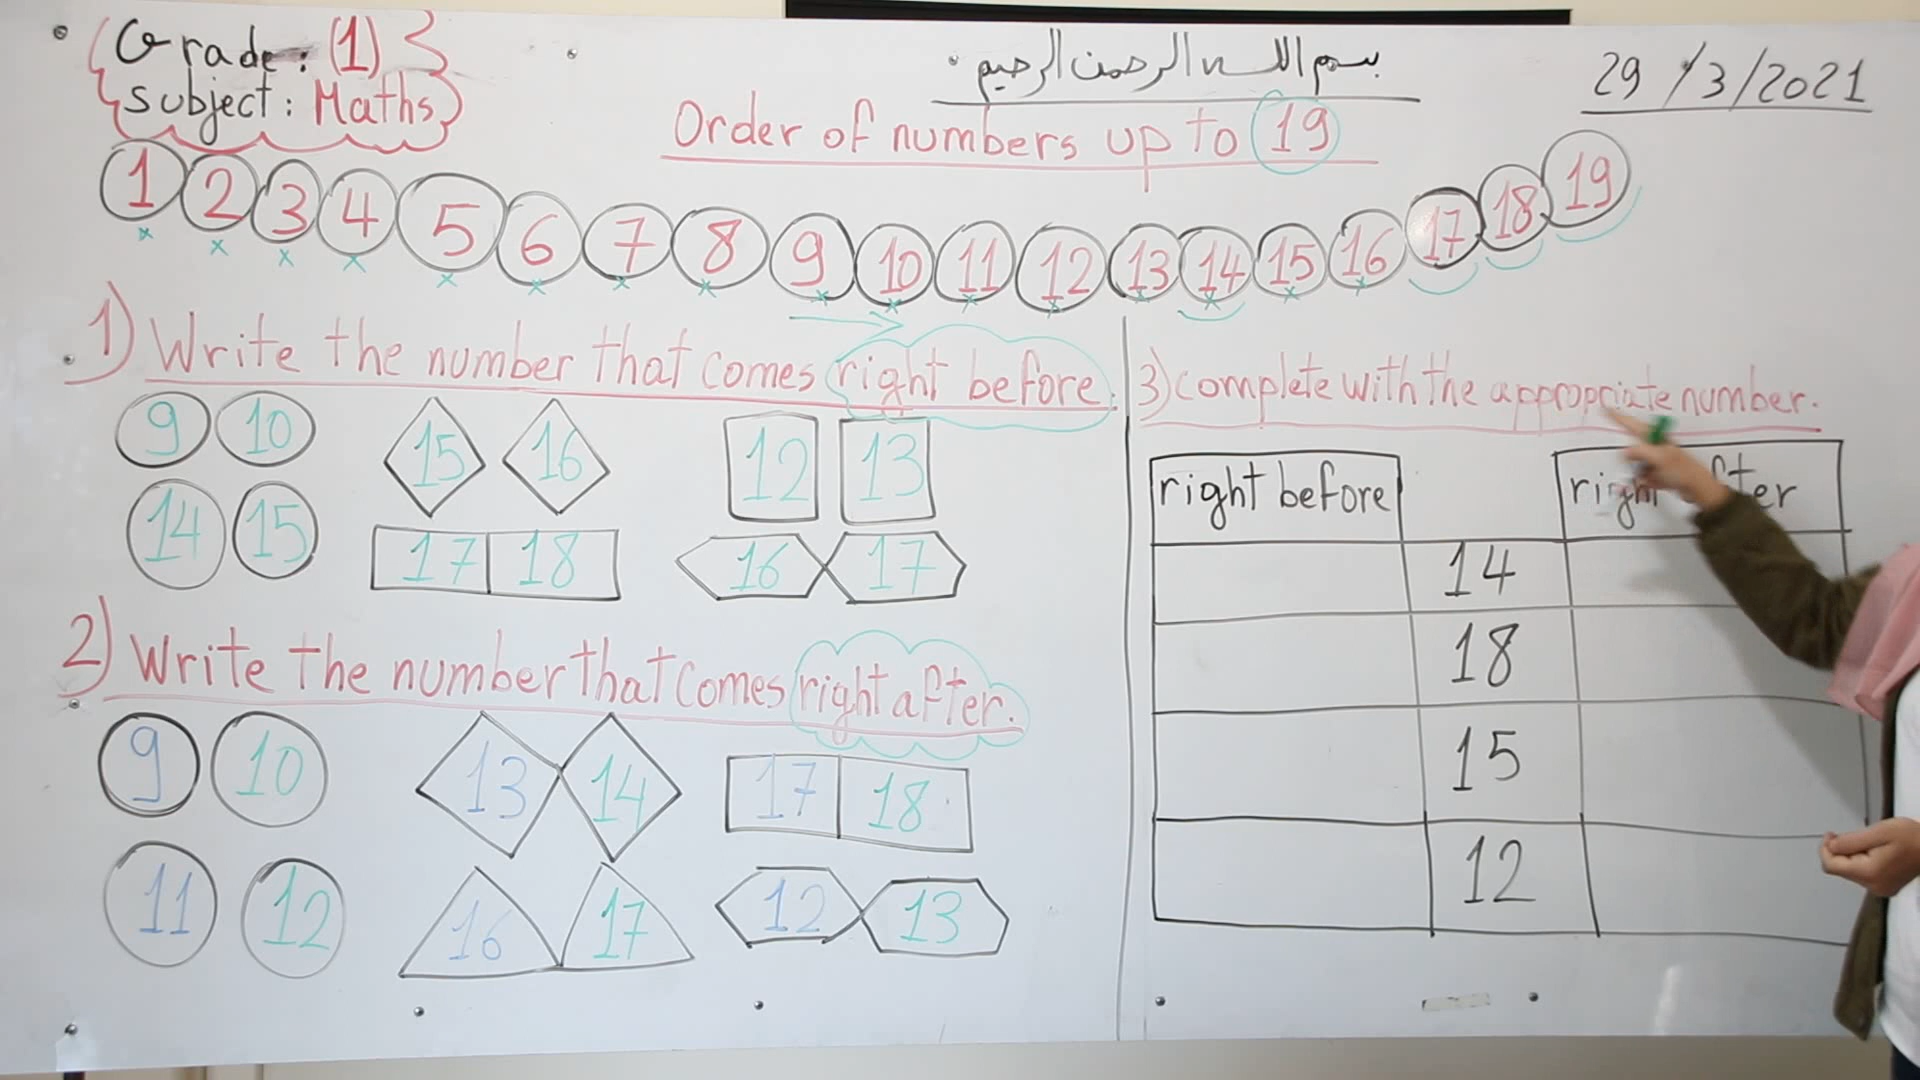 Grade: (1)
Subject: Maths
بسم الله الرحمن الرحيم
29/3/2021
Order of numbers up to 19
1 2 3 4 5 6 7 8 9 10 11 12 13 14 15 16 17 18 19
1) Write the number that comes right before.
9 10 15 16 12 13
14 15 17 18 16 17
2) Write the number that comes right after.
9 10 13 14 17 18
11 12 16 17 12 13
3) Complete with the appropriate number.
right before
14
18
15
12